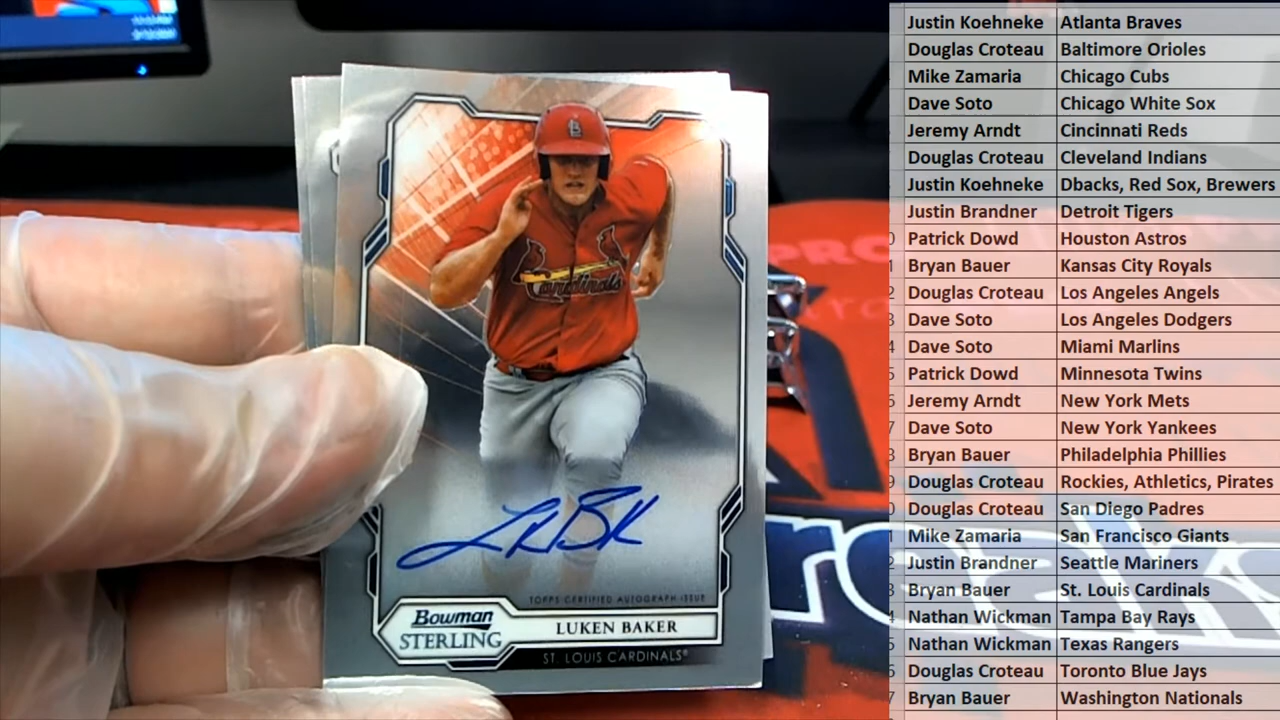 Cardinals
TOPPS CERTIFIED AUTOGRAPH ISSUE
Bowman
STERLING
LUKEN BAKER
ST. LOUIS CARDINALS®
PRO
Justin Koehneke Atlanta Braves
Douglas Croteau Baltimore Orioles
Mike Zamaria Chicago Cubs
Dave Soto Chicago White Sox
Jeremy Arndt Cincinnati Reds
Douglas Croteau Cleveland Indians
Justin Koehneke Dbacks, Red Sox, Brewers
Justin Brandner Detroit Tigers
Patrick Dowd Houston Astros
Bryan Bauer Kansas City Royals
Douglas Croteau Los Angeles Angels
Dave Soto Los Angeles Dodgers
Dave Soto Miami Marlins
Patrick Dowd Minnesota Twins
Jeremy Arndt New York Mets
Dave Soto New York Yankees
Bryan Bauer Philadelphia Phillies
Douglas Croteau Rockies, Athletics, Pirates
Douglas Croteau San Diego Padres
Mike Zamaria San Francisco Giants
Justin Brandner Seattle Mariners
Bryan Bauer St. Louis Cardinals
Nathan Wickman Tampa Bay Rays
Nathan Wickman Texas Rangers
Douglas Croteau Toronto Blue Jays
Bryan Bauer Washington Nationals